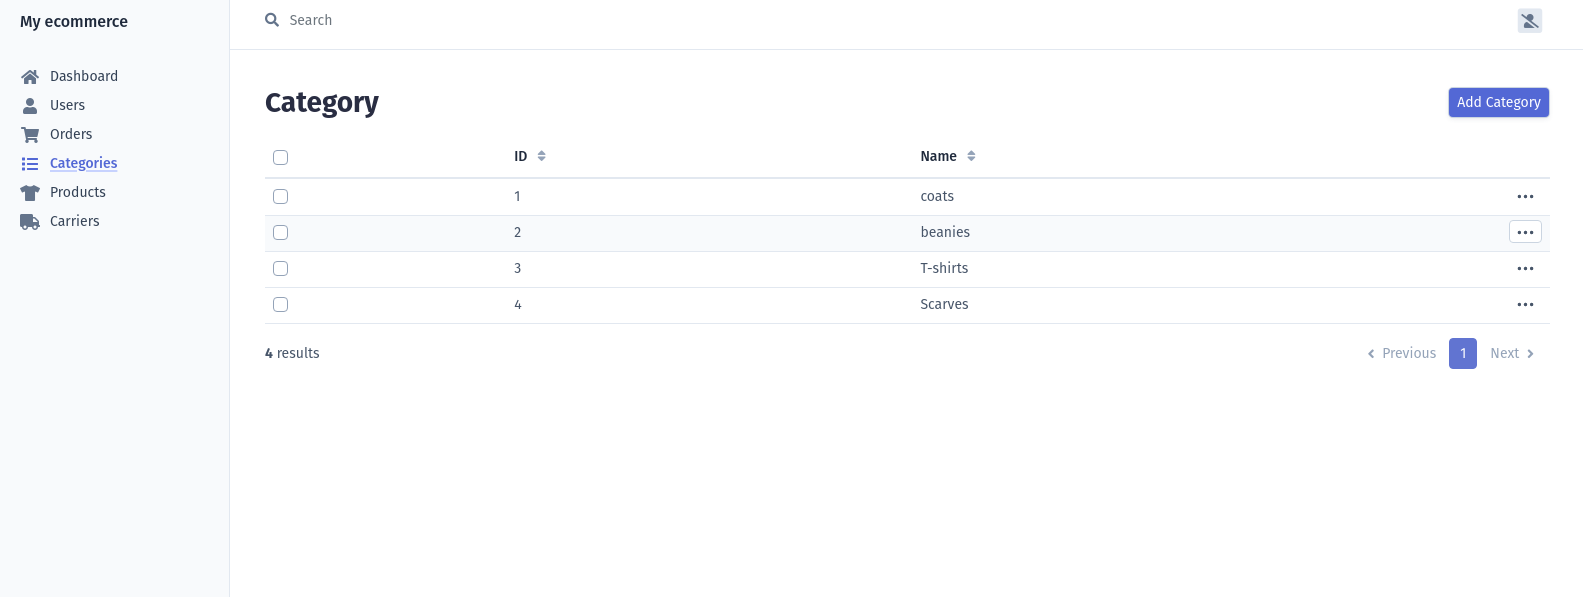 My ecommerce
Search
Dashboard
Users
Orders
Categories
Products
Carriers
Category
Add Category
ID Name
1 coats
2 beanies
3 T-shirts
4 Scarves
4 results
Previous 1 Next